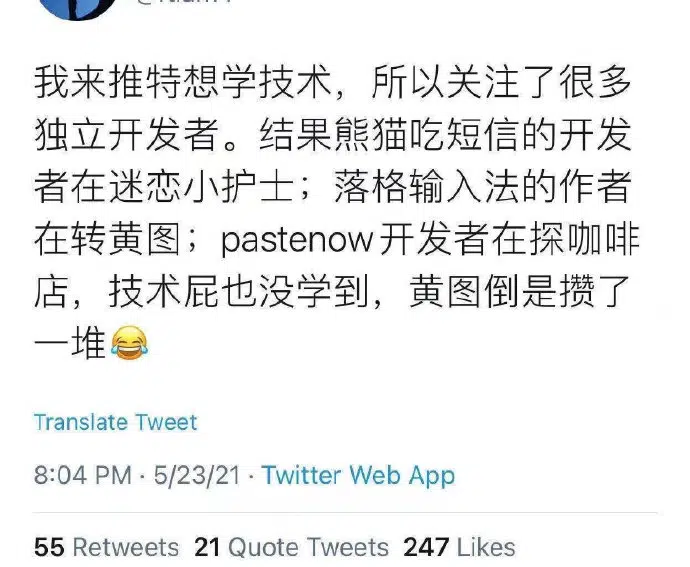 我来推特想学技术，所以关注了很多
独立开发者。结果熊猫吃短信的开发
者在迷恋小护士；落格输入法的作者
在转黄图；pastenow开发者在探咖啡
店，技术屁也没学到，黄图倒是攒了
一堆😂
Translate Tweet
8:04 PM · 5/23/21 · Twitter Web App
55 Retweets 21 Quote Tweets 247 Likes